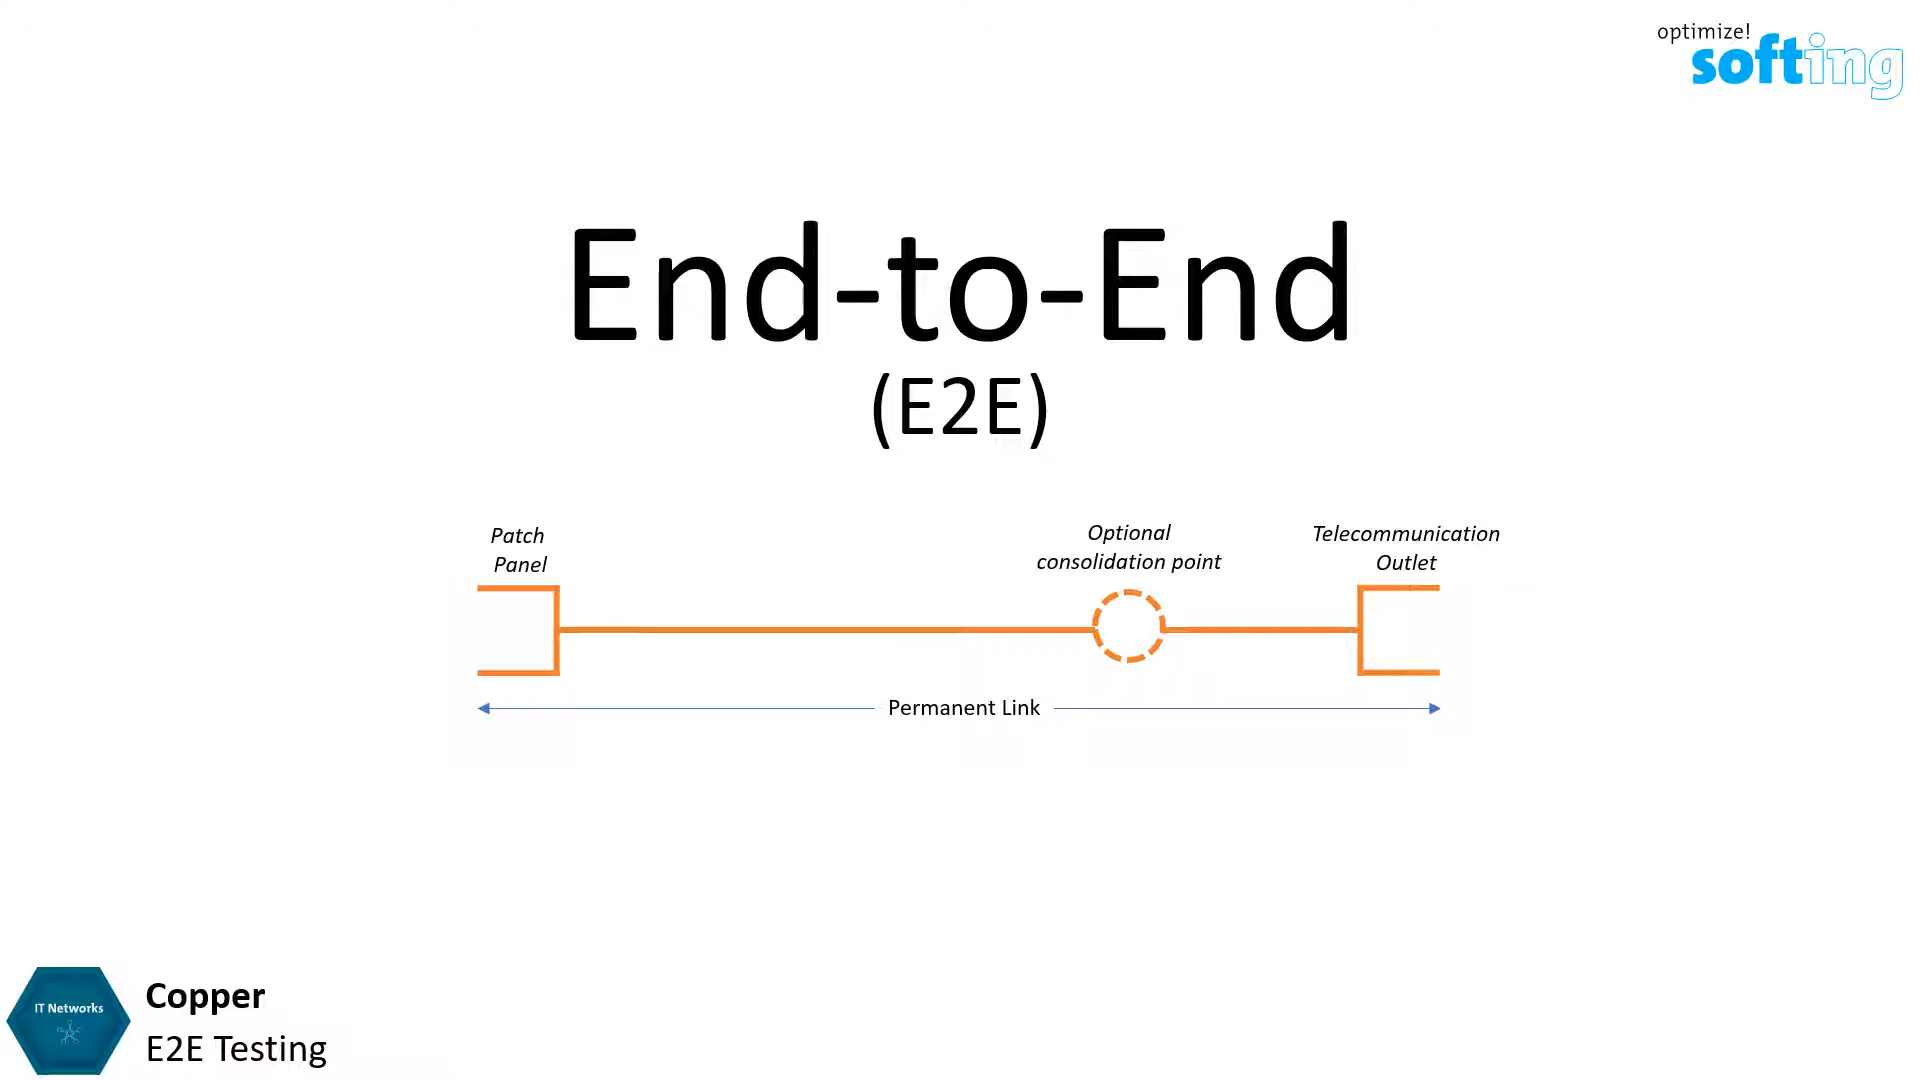 optimize!
softing
End-to-End
(E2E)
Patch
Panel
Optional
consolidation point
Telecommunication
Outlet
Permanent Link
IT Networks
Copper
E2E Testing